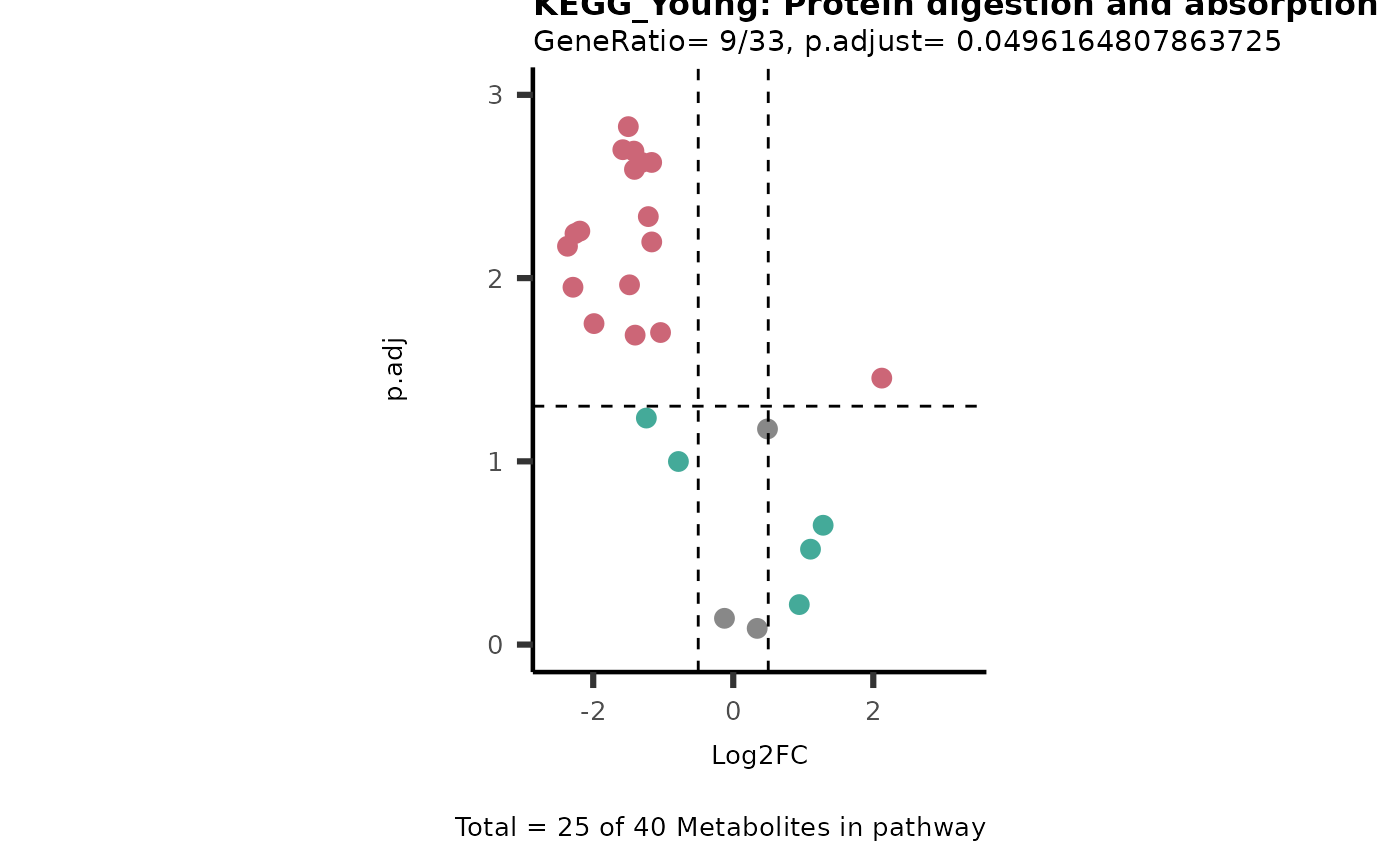 KEGG_Young: Protein digestion and absorption
GeneRatio= 9/33, p.adjust= 0.0496164807863725
3
2
1
0
p.adj
-2 0 2
Log2FC
Total = 25 of 40 Metabolites in pathway